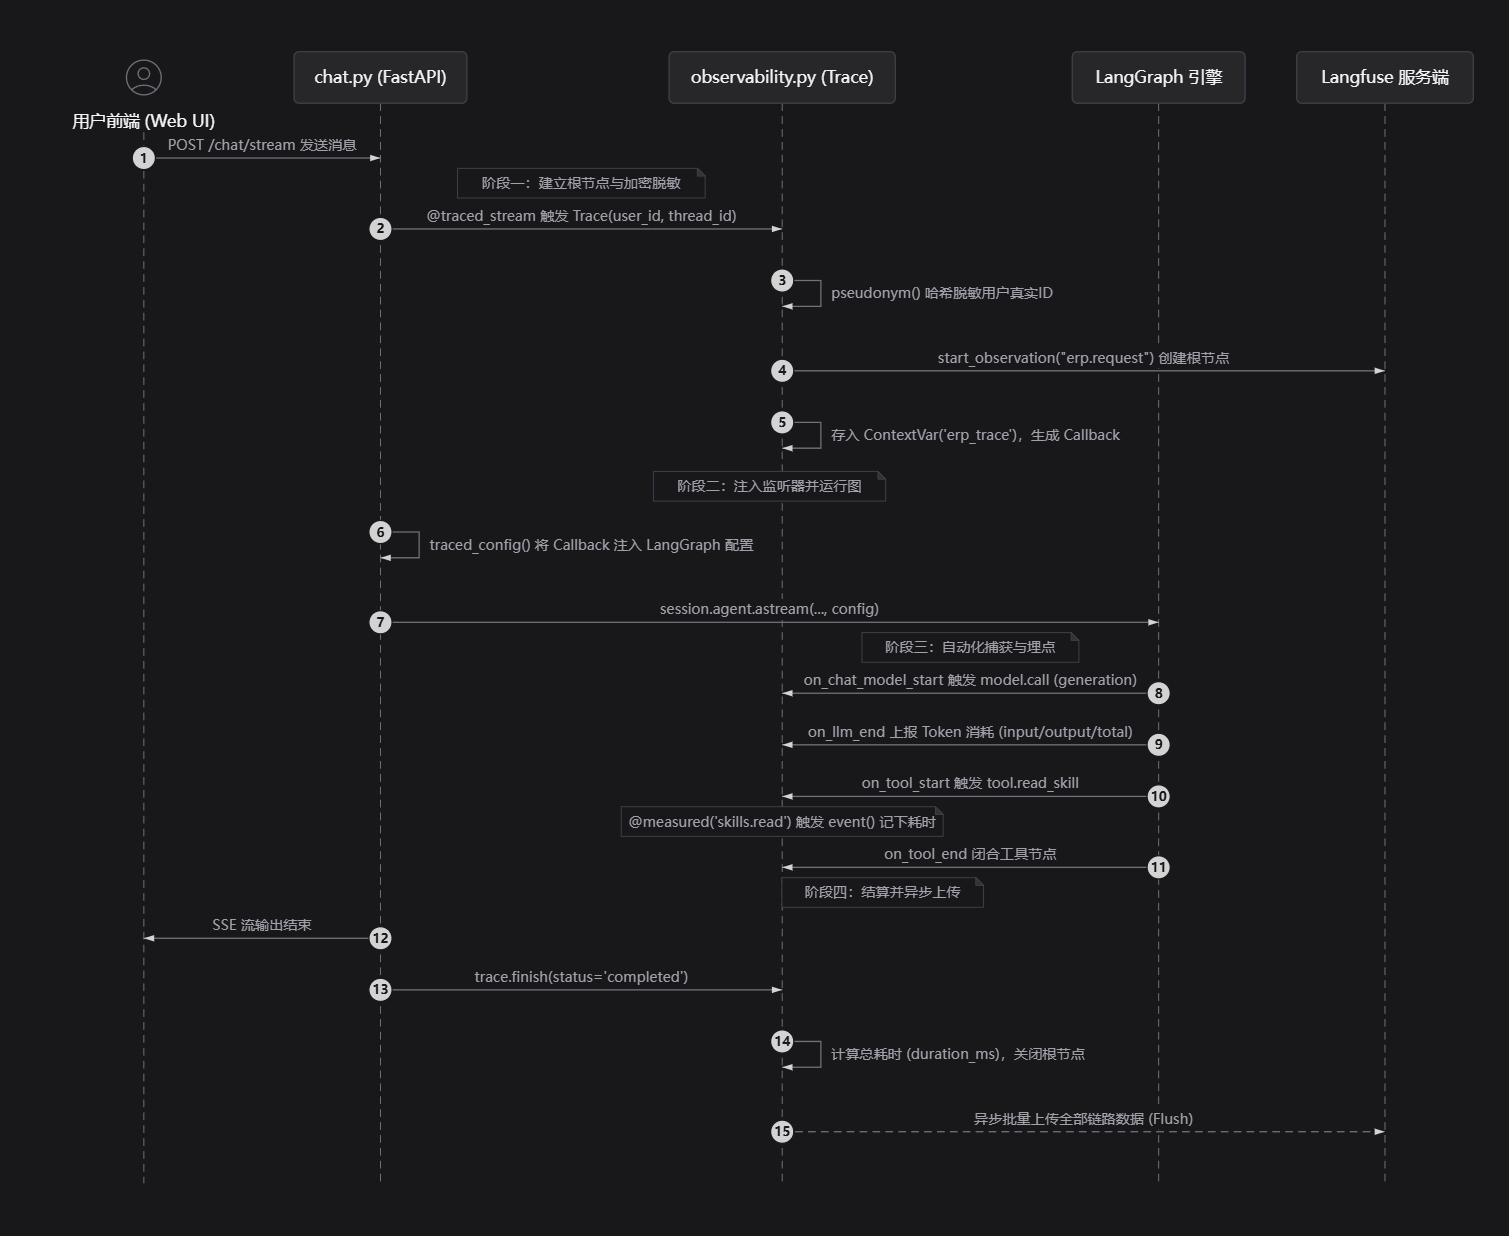 chat.py (FastAPI)
observability.py (Trace)
LangGraph 引擎
Langfuse 服务端
用户前端 (Web UI)
1
POST /chat/stream 发送消息
阶段一：建立根节点与加密脱敏
2
@traced_stream 触发 Trace(user_id, thread_id)
3
pseudonym() 哈希脱敏用户真实ID
4
start_observation("erp.request") 创建根节点
5
存入 ContextVar('erp_trace')，生成 Callback
阶段二：注入监听器并运行图
6
traced_config() 将 Callback 注入 LangGraph 配置
7
session.agent.astream(..., config)
阶段三：自动化捕获与埋点
on_chat_model_start 触发 model.call (generation)
8
on_llm_end 上报 Token 消耗 (input/output/total)
9
on_tool_start 触发 tool.read_skill
10
@measured('skills.read') 触发 event() 记下耗时
on_tool_end 闭合工具节点
11
阶段四：结算并异步上传
SSE 流输出结束
12
13
trace.finish(status='completed')
14
计算总耗时 (duration_ms)，关闭根节点
15
异步批量上传全部链路数据 (Flush)